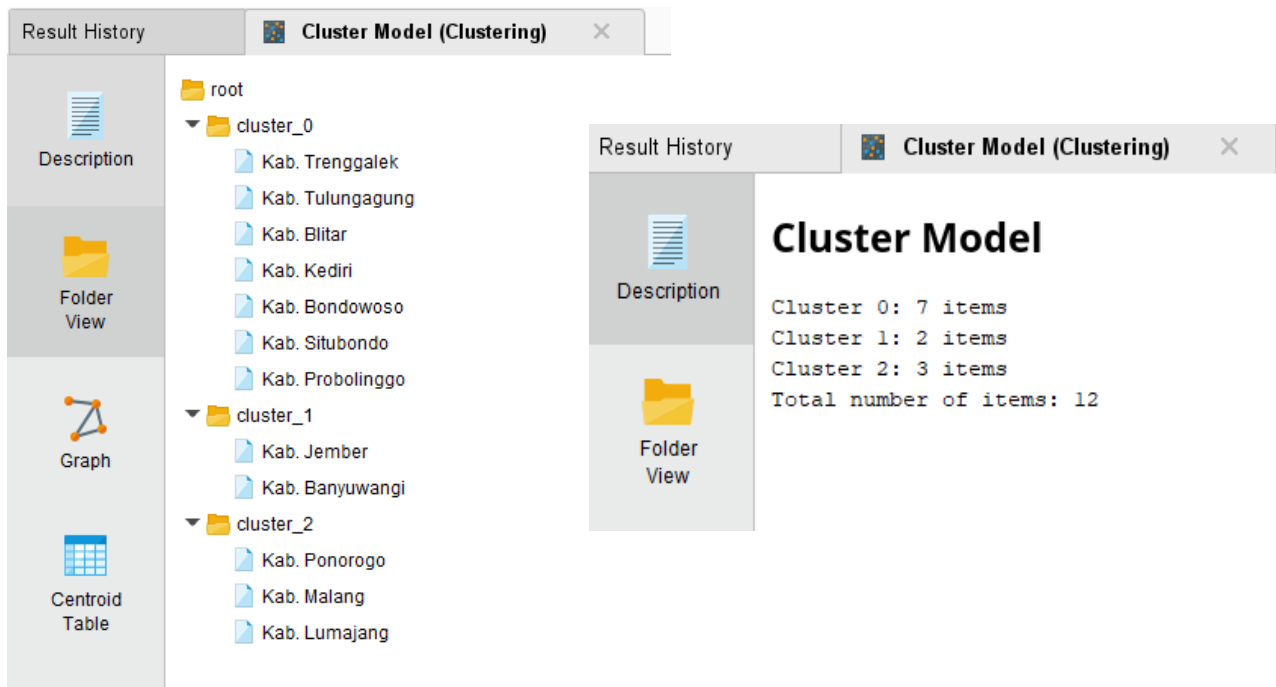 Result History
Cluster Model (Clustering)
Description
Folder
View
Graph
Centroid
Table
root
cluster_0
Kab. Trenggalek
Kab. Tulungagung
Kab. Blitar
Kab. Kediri
Kab. Bondowoso
Kab. Situbondo
Kab. Probolinggo
cluster_1
Kab. Jember
Kab. Banyuwangi
cluster_2
Kab. Ponorogo
Kab. Malang
Kab. Lumajang
Result History
Cluster Model (Clustering)
Description
Folder
View
Cluster Model
Cluster 0: 7 items
Cluster 1: 2 items
Cluster 2: 3 items
Total number of items: 12